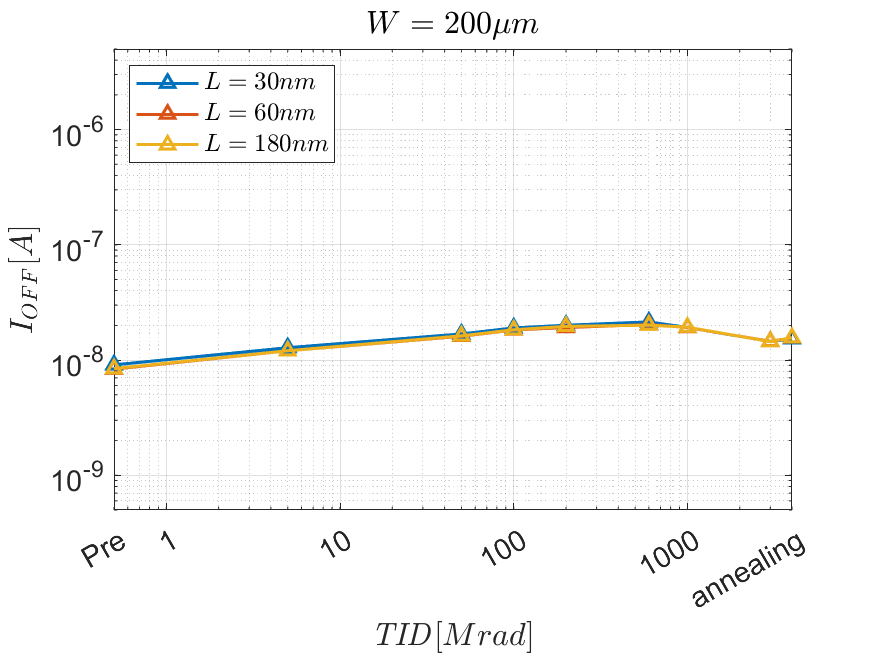 W = 200μm
L = 30nm
L = 60nm
L = 180nm
10-6
10-7
10-8
10-9
IOFF[A]
Pre 1 10 100 1000 annealing
TID[Mrad]